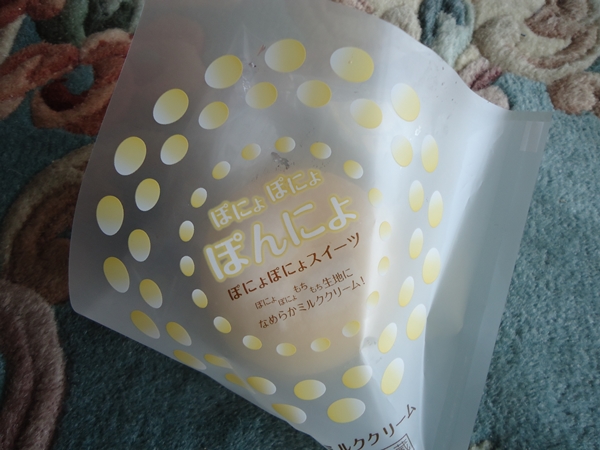 ぽにょぽにょ
ぽんにょ
ぽにょぽにょスイーツ
ぽにょぽにょもちもち生地に
なめらかミルククリーム!
ミルククリーム